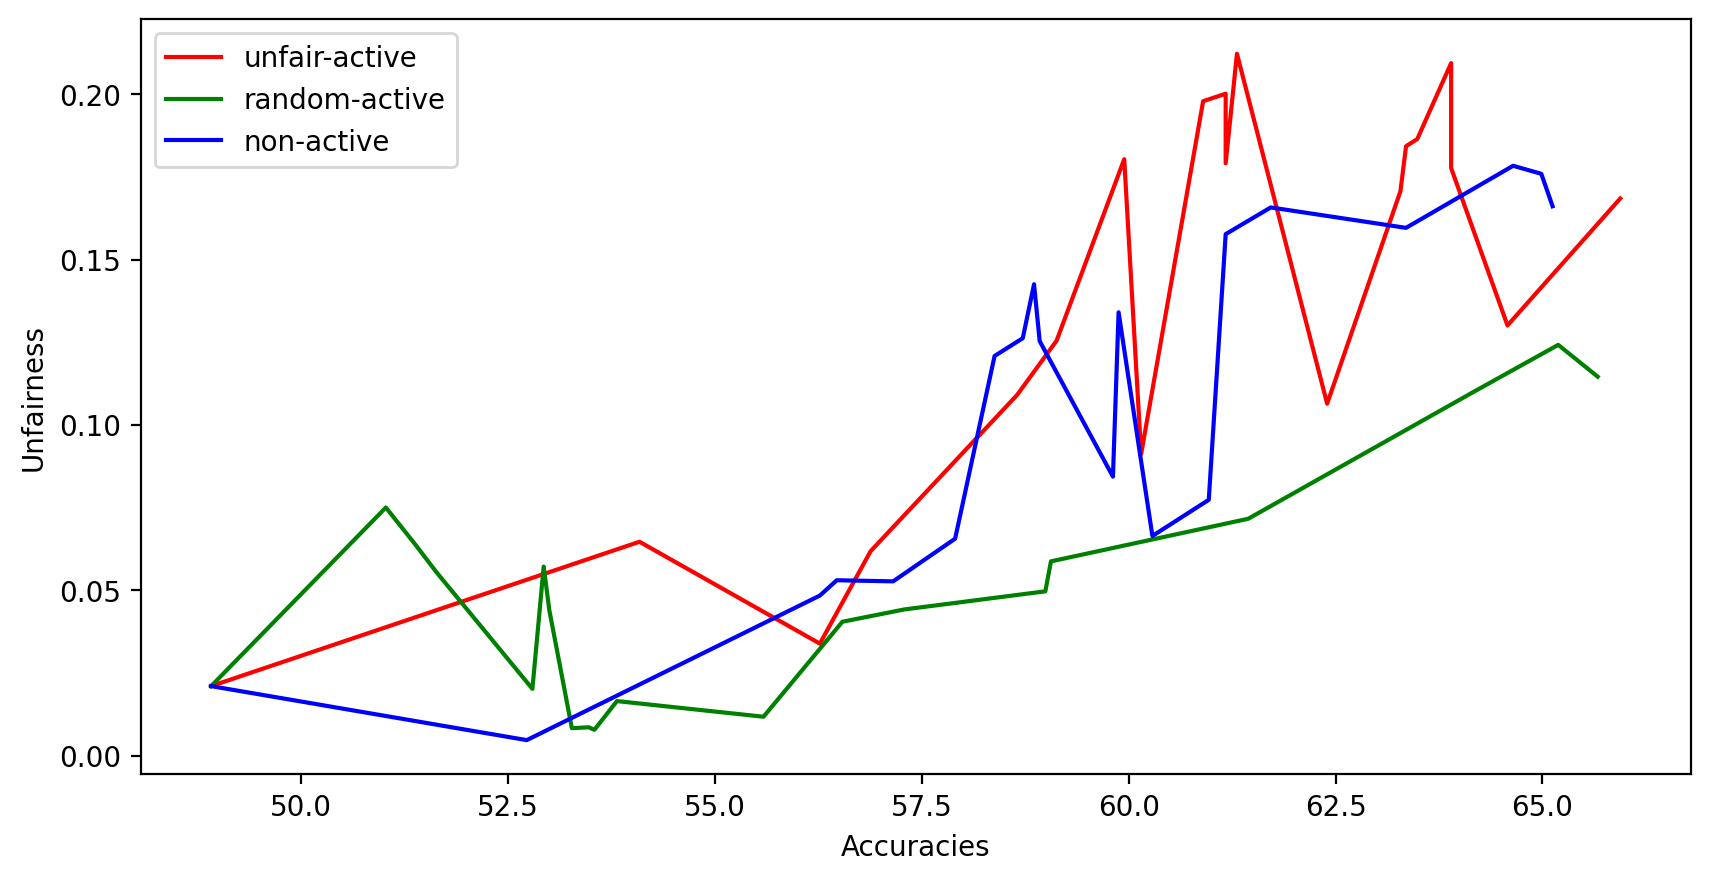 unfair-active
random-active
non-active
0.20
0.15
0.10
0.05
0.00
Unfairness
50.0 52.5 55.0 57.5 60.0 62.5 65.0
Accuracies